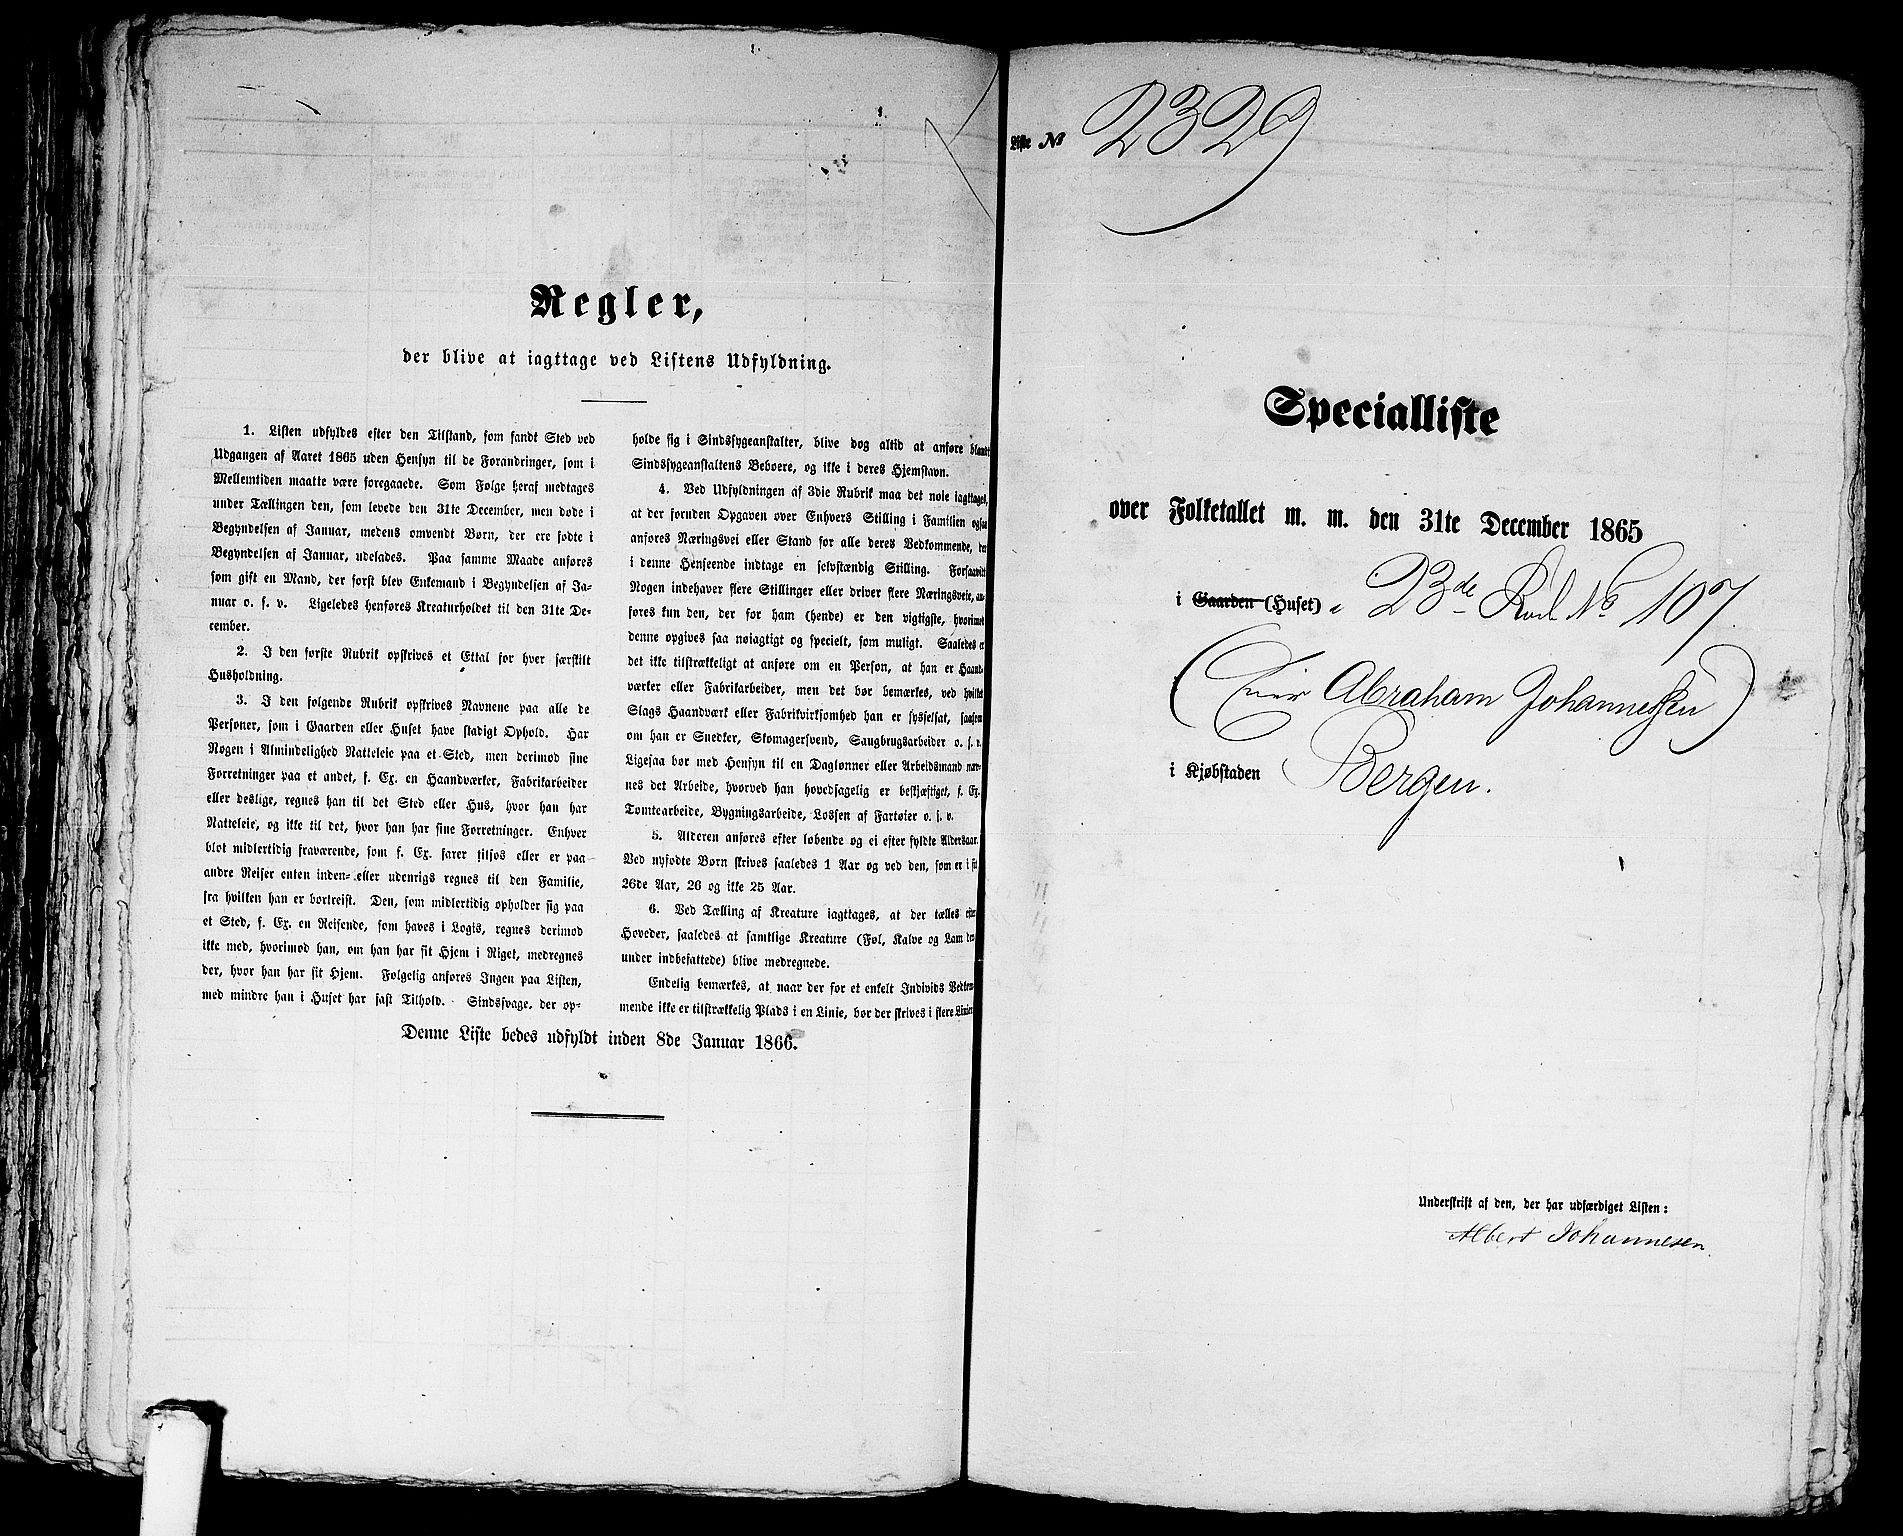 Regler,
der blive at iagttage ved Listens Udfyldning.
1. Listen udfyldes efter den Tilstand, som fandt Sted ved
Udgangen af Aaret 1865 uden Hensyn til de Forandringer, som i
Mellemtiden maatte være foregaaede. Som Følge heraf medtages
under Tællingen den, som levede den 31te December, men døde i
Begyndelsen af Januar, medens omvendt Børn, der ere fødte i
Begyndelsen af Januar, udelades. Paa samme Maade anføres
som gift en Mand, der først blev Enkemand i Begyndelsen af Ja-
nuar o. s. v. Ligeledes henføres Kreaturholdet til den 31te De-
cember.
2. I den første Rubrik opskrives et Ettal for hver særskilt
Husholdning.
3. I den følgende Rubrik opskrives Navnene paa alle de
Personer, som i Gaarden eller Huset have stadigt Ophold. Har
Nogen i Almindelighed Natteleie paa et Sted, men derimod sine
Forretninger paa et andet, f. Ex. en Haandværker, Fabrikarbeider
eller deslige, regnes han til det Sted eller Hus, hvor han har
Natteleie, og ikke til det, hvor han har sine Forretninger. Enhver
blot midlertidig fraværende, som f. Ex. farer tilsøs eller er paa
andre Reiser enten inden- eller udenrigs regnes til den Familie,
fra hvilken han er bortreist. Den, som midlertidig opholder sig paa
et Sted, f. Ex. en Reisende, som haves i Logis, regnes derimod
ikke med, hvorimod han, om han har sit Hjem i Riget, medregnes
der, hvor han har sit Hjem. Følgelig anføres Ingen paa Listen,
med mindre han i Huset har fast Tilhold. Sindssvage, der op-
holde sig i Sindssygeanstalter, blive dog altid at anføre blandt
Sindssygeanstaltens Beboere, og ikke i deres Hjemstavn.
4. Ved Udfyldningen af 3die Rubrik maa det nøie iagttages,
at der foruden Opgaven over Enhvers Stilling i Familien ogsaa
anføres Næringsvei eller Stand for alle deres Vedkommende, der
i denne Henseende indtage en selvstændig Stilling. Forsaavidt
Nogen indehaver flere Stillinger eller driver flere Næringsveie, an-
føres kun den, der for ham (hende) er den vigtigste, hvorimod
denne opgives saa nøiagtigt og specielt, som muligt. Saaledes er
det ikke tilstrækkeligt at anføre om en Person, at han er Haand-
værker eller Fabrikarbeider, men det bør bemærkes, ved hvilket
Slags Haandværk eller Fabrikvirksomhed han er sysselsat, saasom
om han er Snedker, Skomagersvend, Saugbrugsarbeider o. s. v.
Ligesaa bør med Hensyn til en Daglønner eller Arbeidsmand næv-
nes det Arbeide, hvorved han hovedsagelig er beskjæftiget, f. Ex.
Tomtearbeide, Bygningsarbeide, Lossen af Fartøier o. s. v.
5. Alderen anføres efter løbende og ei efter fyldte Aldersaar.
Ved nyfødte Børn skrives saaledes 1 Aar og ved den, som er i sit
26de Aar, 26 og ikke 25 Aar.
6. Ved Tælling af Kreature iagttages, at der tælles efter
Hoveder, saaledes at samtlige Kreature (Føl, Kalve og Lam der-
under indbefattede) blive medregnede.
Endelig bemærkes, at naar der for et enkelt Individs Vedkom-
mende ikke er tilstrækkelig Plads i en Linie, bør der skrives i flere Linier.
Denne Liste bedes udfyldt inden 8de Januar 1866.
Liste № 2329
Specialliste
over Folketallet m. m. den 31te December 1865
i Gaarden (Huset) i 23de Rode No 107.
(Eier Abraham Johannessen)
i Kjøbstaden Bergen.
Underskrift af den, der har udfærdiget Listen:
Albert Johannesen.